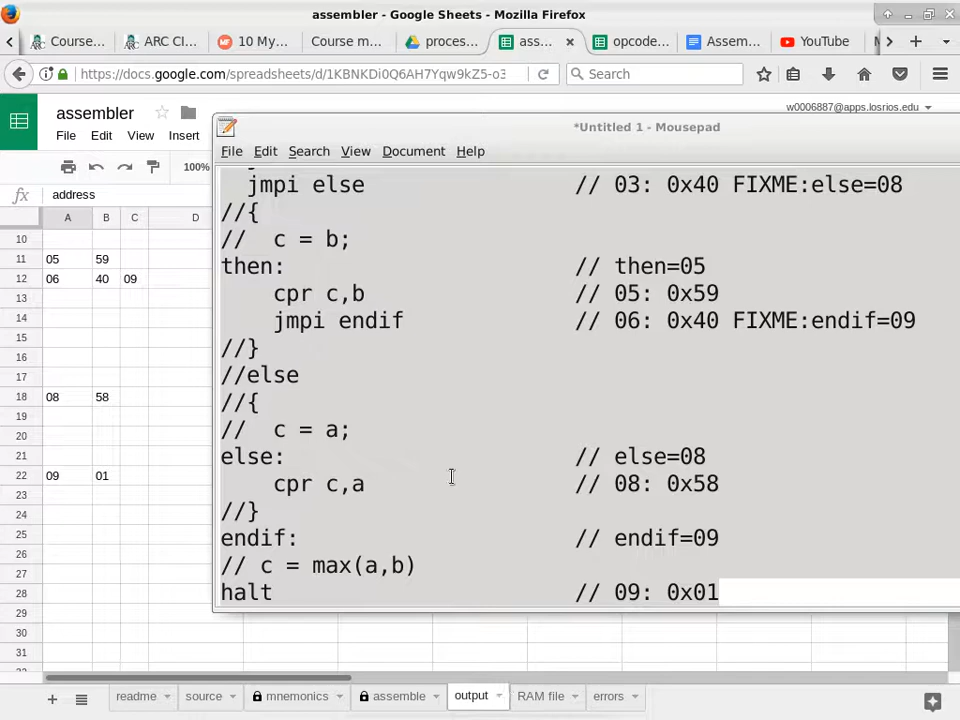 assembler - Google Sheets - Mozilla Firefox
Course...
ARC CI...
10 My...
Course m...
proces...
ass...
opcode...
Assem...
YouTube
https://docs.google.com/spreadsheets/d/1KBNKDi0Q6AH7Yqw9kZ5-o3
Search
assembler
w0006887@apps.losrios.edu
File Edit View Insert
*Untitled 1 - Mousepad
File Edit Search View Document Help
100%
fx address
A B C D
10
11 05 59
12 06 40 09
13
14
15
16
17
18 08 58
19
20
21
22 09 01
23
24
25
26
27
28
29
30
31
jmpi else // 03: 0x40 FIXME:else=08
//{
// c = b;
then: // then=05
cpr c,b // 05: 0x59
jmpi endif // 06: 0x40 FIXME:endif=09
//}
//else
//{
// c = a;
else: // else=08
cpr c,a // 08: 0x58
//}
endif: // endif=09
// c = max(a,b)
halt // 09: 0x01
readme source mnemonics assemble output RAM file errors